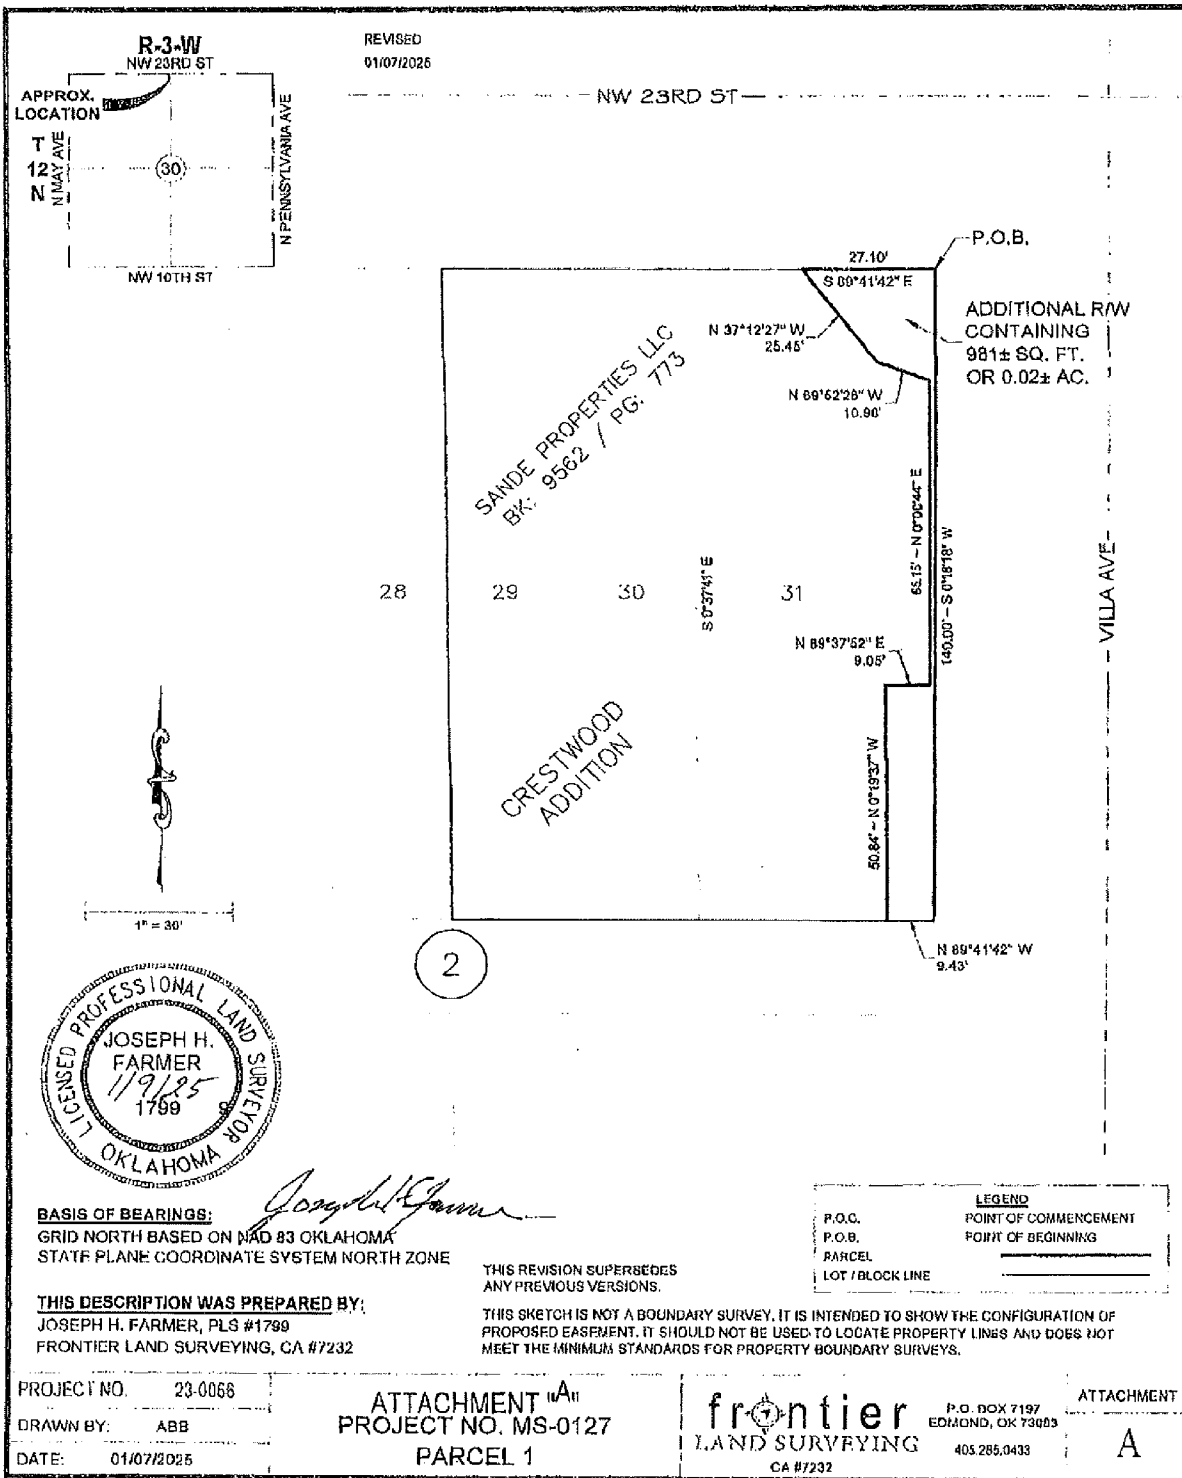 R-3-W
NW 23RD ST
REVISED
01/07/2025
APPROX.
LOCATION
T
12
N
N MAY AVE
30
N PENNSYLVANIA AVE
NW 10TH ST
NW 23RD ST
P.O.B.
27.10'
S 89°41'42" E
ADDITIONAL R/W
CONTAINING
981± SQ. FT.
OR 0.02± AC.
N 37°12'27" W
25.45'
N 69°52'28" W
10.90'
SANDE PROPERTIES LLC
BK: 9562 / PG: 773
65.15' - N 0°00'44" E
140.00' - S 0°18'18" W
VILLA AVE
28
29
30
31
S 0°37'41" E
N 89°37'52" E
9.05'
CRESTWOOD
ADDITION
50.84' - N 0°19'37" W
1" = 30'
N 89°41'42" W
9.43'
2
LICENSED PROFESSIONAL LAND SURVEYOR
JOSEPH H.
FARMER
1/9/25
1799
OKLAHOMA
Joseph H Farmer
BASIS OF BEARINGS:
GRID NORTH BASED ON NAD 83 OKLAHOMA
STATE PLANE COORDINATE SYSTEM NORTH ZONE
LEGEND
P.O.C. POINT OF COMMENCEMENT
P.O.B. POINT OF BEGINNING
PARCEL
LOT / BLOCK LINE
THIS REVISION SUPERSEDES
ANY PREVIOUS VERSIONS.
THIS DESCRIPTION WAS PREPARED BY:
JOSEPH H. FARMER, PLS #1799
FRONTIER LAND SURVEYING, CA #7232
THIS SKETCH IS NOT A BOUNDARY SURVEY, IT IS INTENDED TO SHOW THE CONFIGURATION OF
PROPOSED EASEMENT. IT SHOULD NOT BE USED TO LOCATE PROPERTY LINES AND DOES NOT
MEET THE MINIMUM STANDARDS FOR PROPERTY BOUNDARY SURVEYS.
PROJECT NO. 23-0066
DRAWN BY: ABB
DATE: 01/07/2025
ATTACHMENT "A"
PROJECT NO. MS-0127
PARCEL 1
frontier
LAND SURVEYING
CA #7232
P.O. BOX 7197
EDMOND, OK 73083
405.285.0433
ATTACHMENT
A